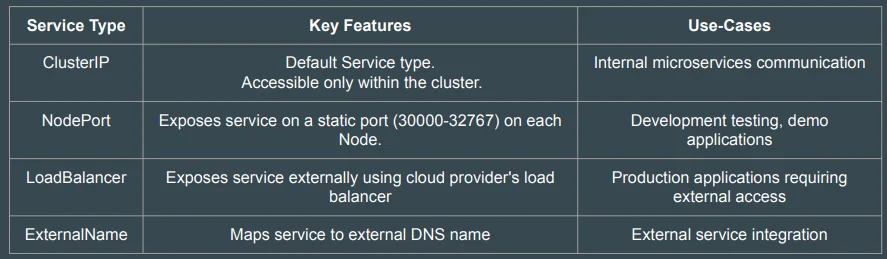 Service Type Key Features Use-Cases
ClusterIP Default Service type. Internal microservices communication
Accessible only within the cluster.
NodePort Exposes service on a static port (30000-32767) on each Development testing, demo
Node. applications
LoadBalancer Exposes service externally using cloud provider's load Production applications requiring
balancer external access
ExternalName Maps service to external DNS name External service integration